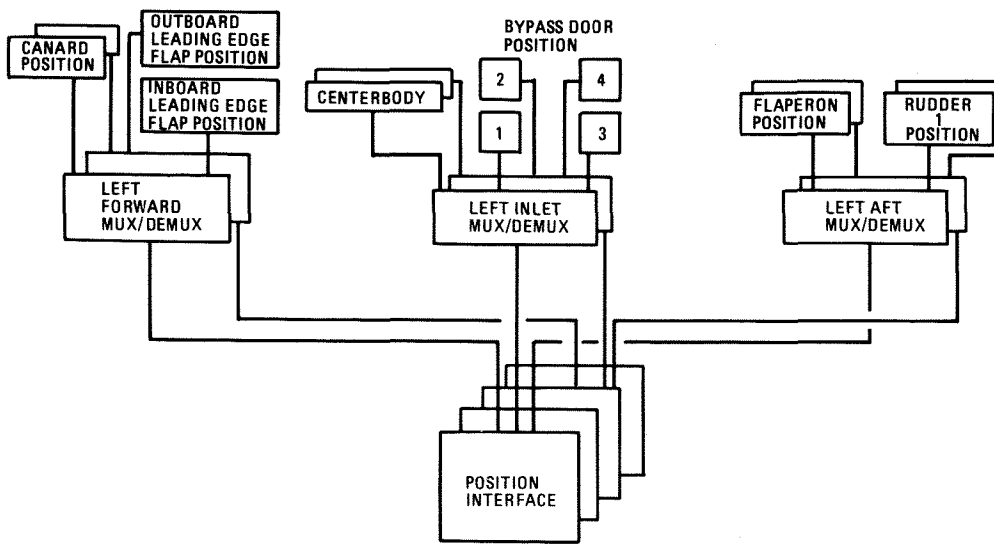 CANARD
POSITION
OUTBOARD
LEADING EDGE
FLAP POSITION
INBOARD
LEADING EDGE
FLAP POSITION
LEFT
FORWARD
MUX/DEMUX
BYPASS DOOR
POSITION
CENTERBODY
2
4
1
3
LEFT INLET
MUX/DEMUX
FLAPERON
POSITION
RUDDER
1
POSITION
LEFT AFT
MUX/DEMUX
POSITION
INTERFACE